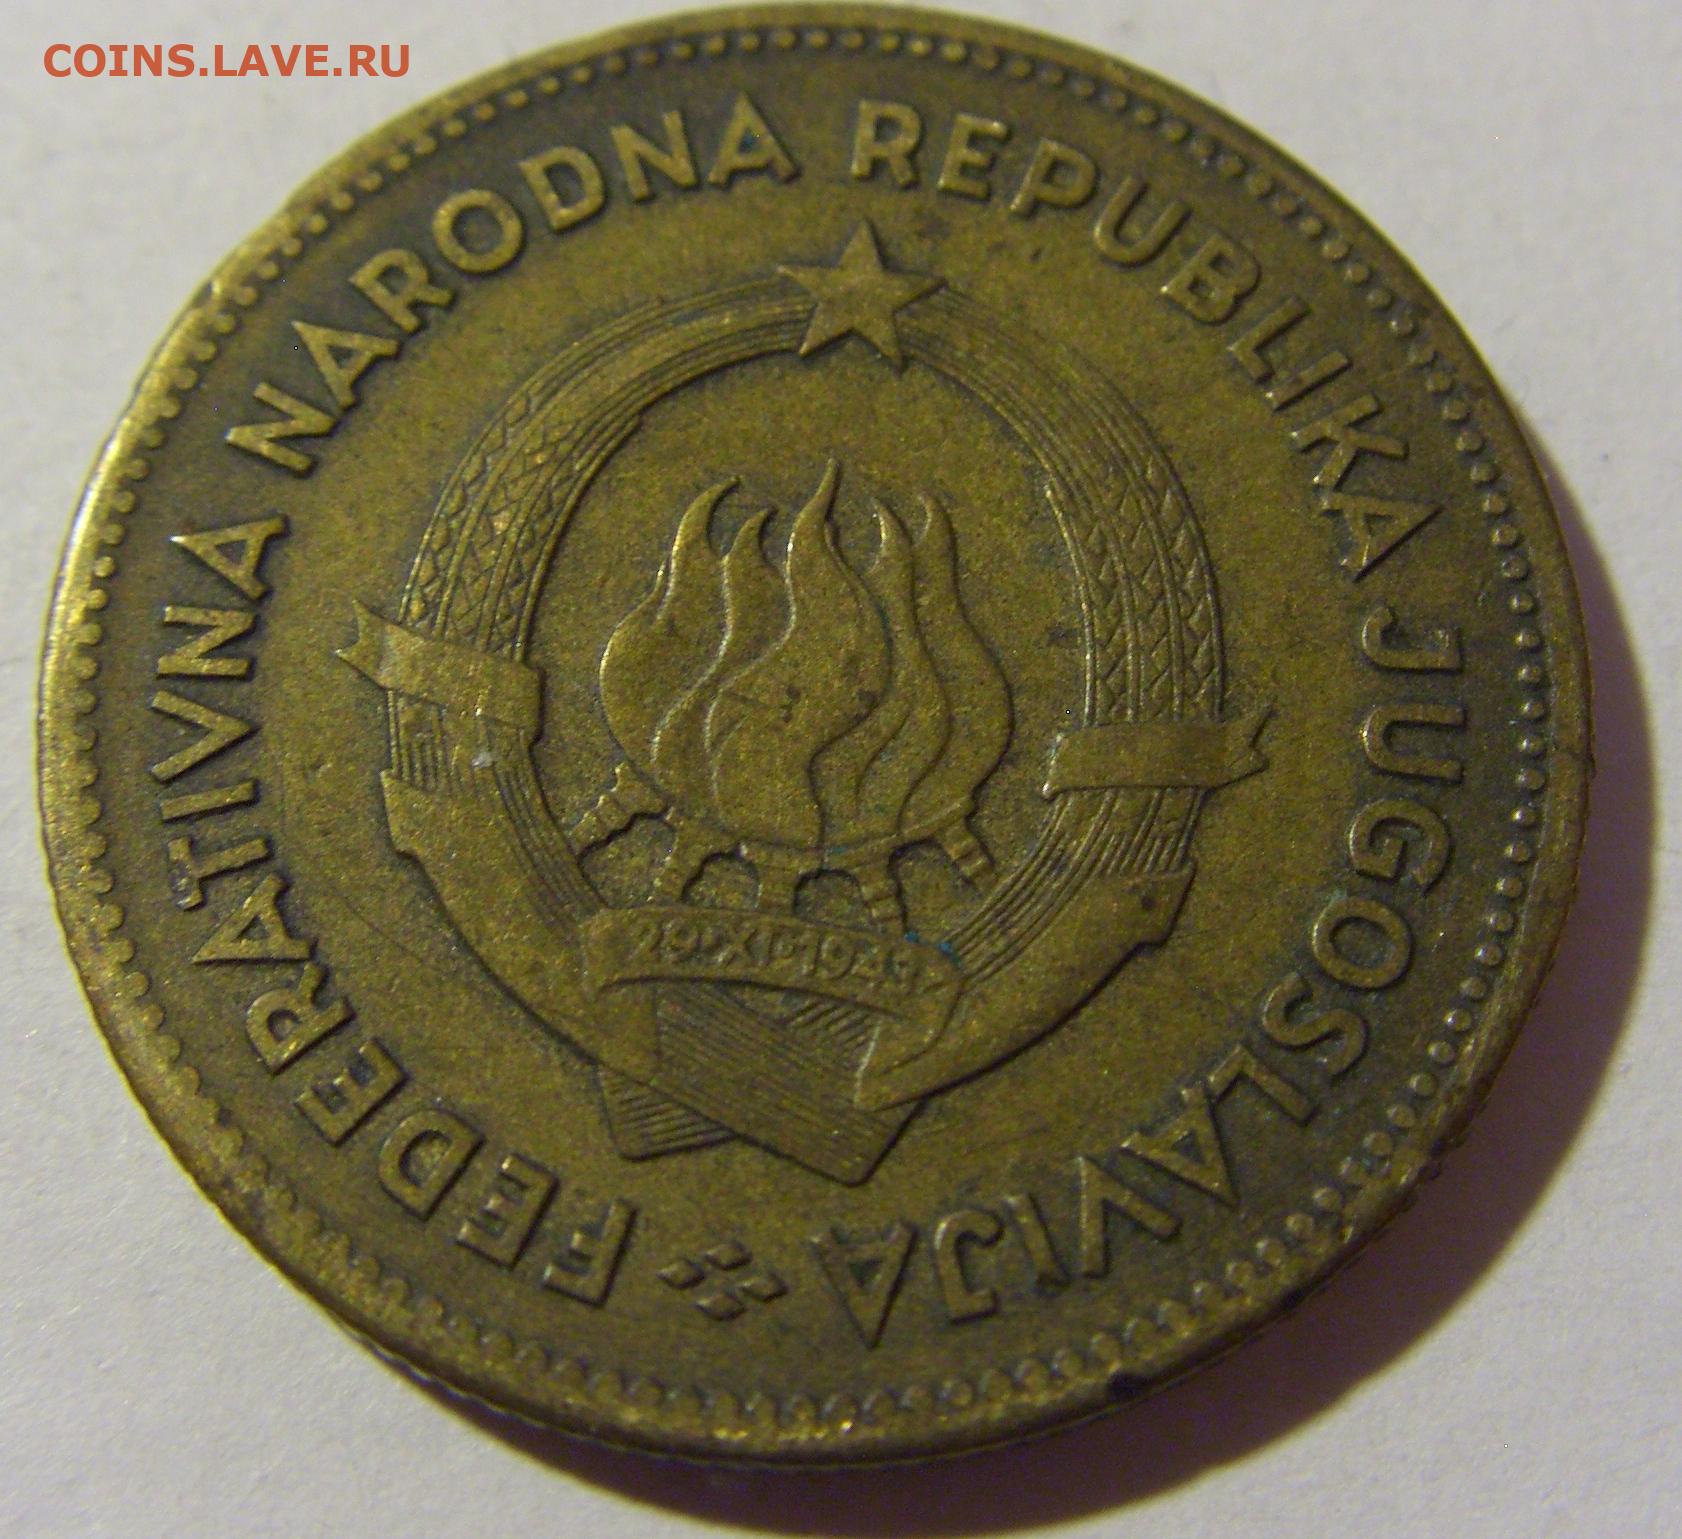 COINS.LAVE.RU
FEDERATIVNA NARODNA REPUBLIKA JUGOSLAVIJA
29•XI•1943